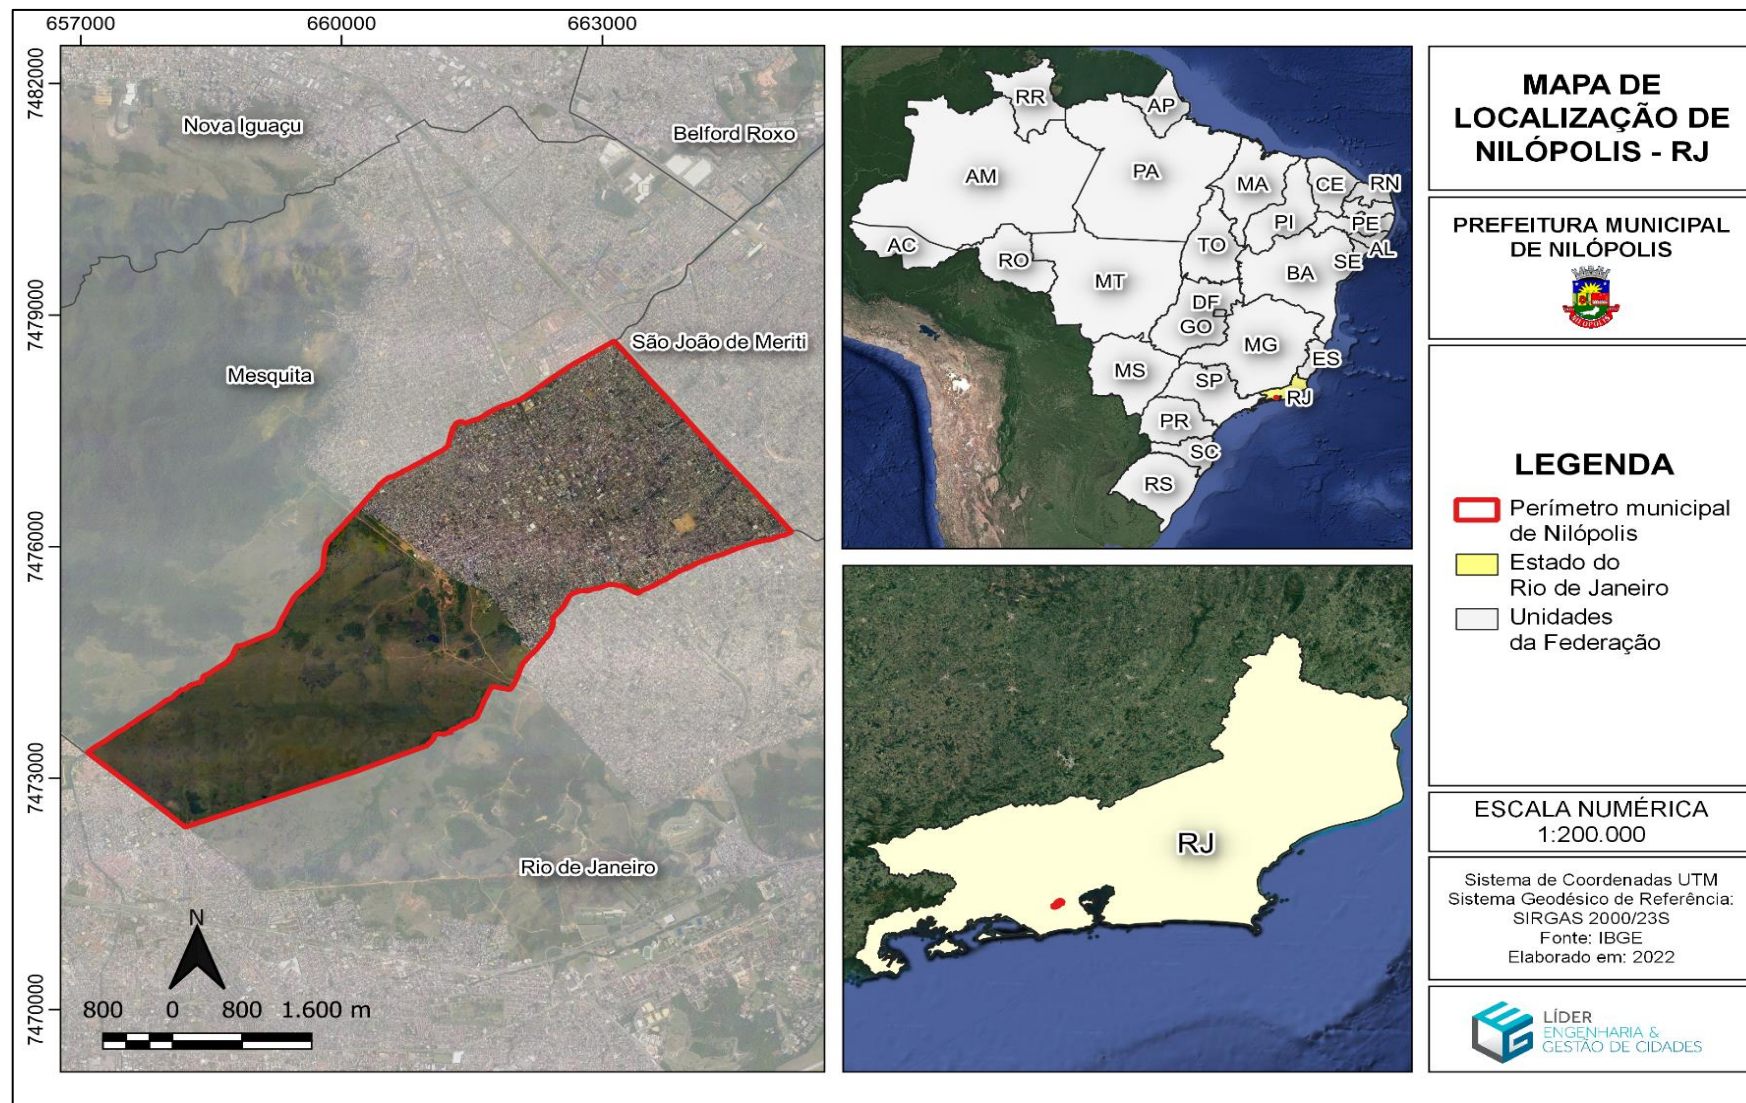 657000
660000
663000
7482000
7479000
7476000
7473000
7470000
Nova Iguaçu
Belford Roxo
São João de Meriti
Mesquita
Rio de Janeiro
N
800 0 800 1.600 m
RR
AP
AM
PA
MA
CE
RN
PI
PE
AC
TO
AL
RO
SE
BA
MT
DF
GO
MG
ES
MS
SP
RJ
PR
SC
RS
RJ
MAPA DE
LOCALIZAÇÃO DE
NILÓPOLIS - RJ
PREFEITURA MUNICIPAL
DE NILÓPOLIS
NILÓPOLIS
LEGENDA
Perímetro municipal
de Nilópolis
Estado do
Rio de Janeiro
Unidades
da Federação
ESCALA NUMÉRICA
1:200.000
Sistema de Coordenadas UTM
Sistema Geodésico de Referência:
SIRGAS 2000/23S
Fonte: IBGE
Elaborado em: 2022
LÍDER
ENGENHARIA &
GESTÃO DE CIDADES